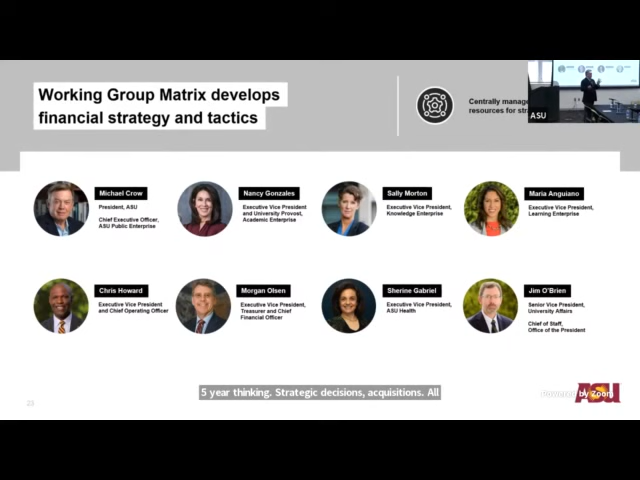 Working Group Matrix develops
financial strategy and tactics
Centrally manage
resources for str
ASU
Michael Crow
President, ASU
Chief Executive Officer,
ASU Public Enterprise
Nancy Gonzales
Executive Vice President
and University Provost,
Academic Enterprise
Sally Morton
Executive Vice President,
Knowledge Enterprise
Maria Anguiano
Executive Vice President,
Learning Enterprise
Chris Howard
Executive Vice President
and Chief Operating Officer
Morgan Olsen
Executive Vice President,
Treasurer and Chief
Financial Officer
Sherine Gabriel
Executive Vice President,
ASU Health
Jim O'Brien
Senior Vice President,
University Affairs
Chief of Staff,
Office of the President
5 year thinking. Strategic decisions, acquisitions. All
23
Powered by Zoom
ASU